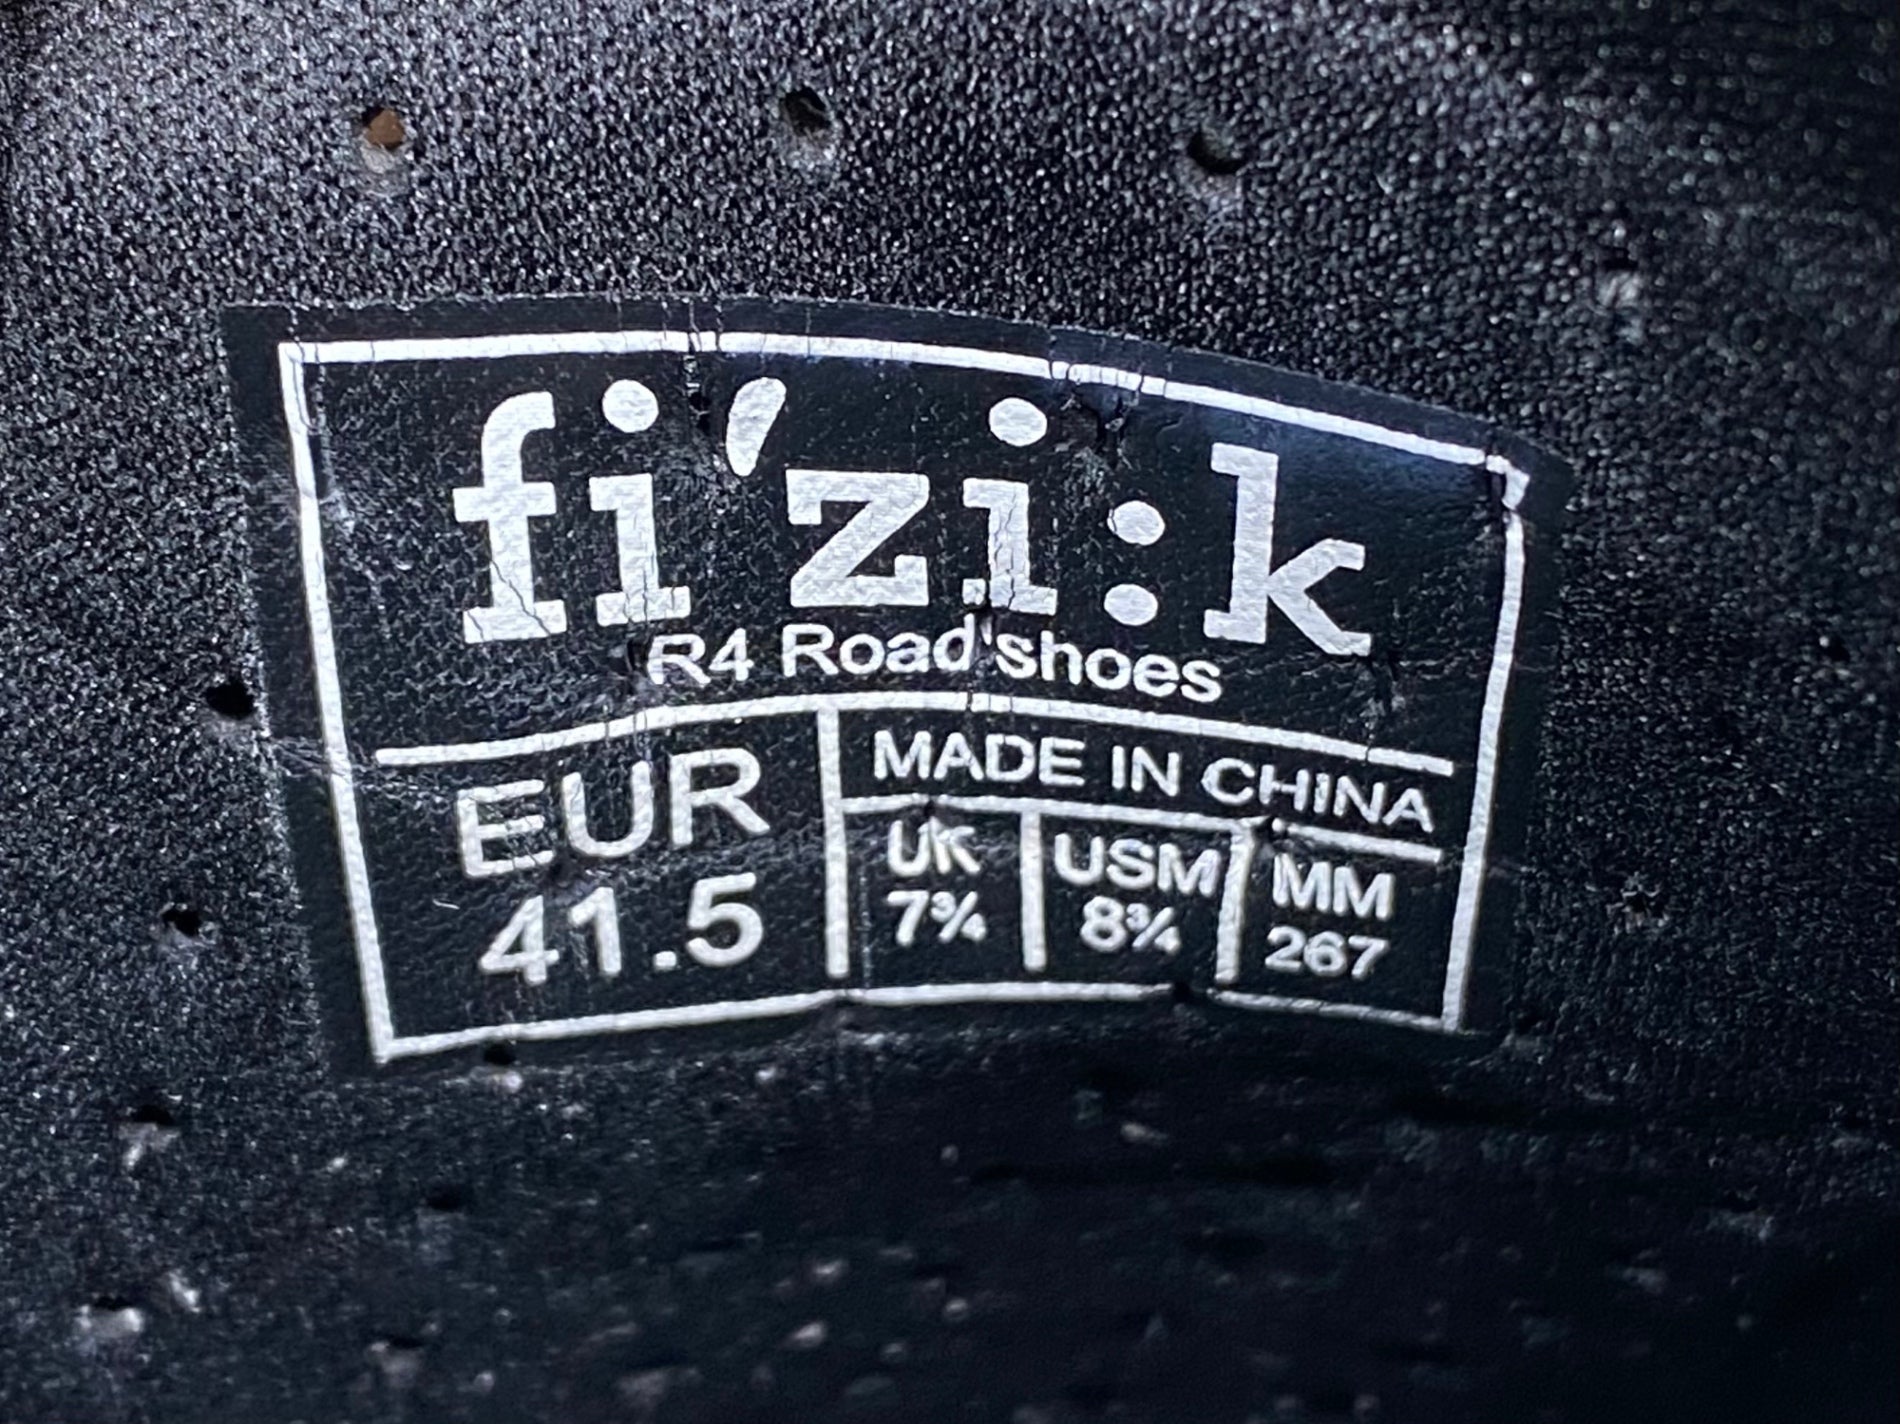 fi'zi:k
R4 Road shoes
EUR
41.5
MADE IN CHINA
UK USM MM
7¾ 8¾ 267